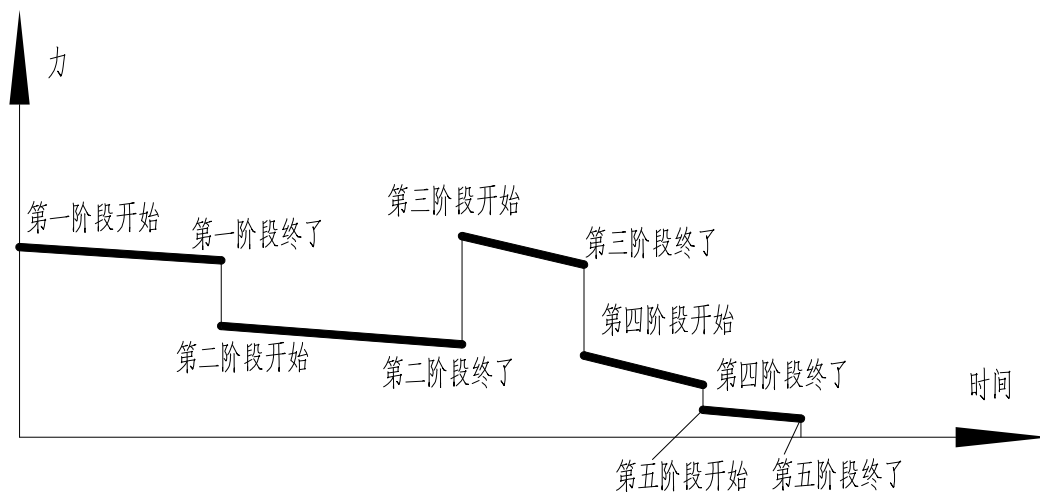 力
第一阶段开始
第一阶段终了
第二阶段开始
第二阶段终了
第三阶段开始
第三阶段终了
第四阶段开始
第四阶段终了
第五阶段开始
第五阶段终了
时间